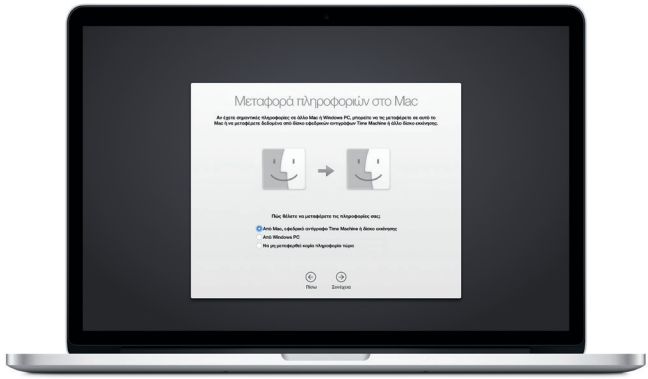 Μεταφορά πληροφοριών στο Mac
Αν έχετε σημαντικές πληροφορίες σε άλλο Mac ή Windows PC, μπορείτε να τις μεταφέρετε σε αυτό το
Mac ή να μεταφέρετε δεδομένα από δίσκο εφεδρικών αντιγράφων Time Machine ή άλλο δίσκο εκκίνησης.
Πώς θέλετε να μεταφέρετε τις πληροφορίες σας;
Από Mac, εφεδρικό αντίγραφο Time Machine ή δίσκο εκκίνησης
Από Windows PC
Να μη μεταφερθεί καμία πληροφορία τώρα
Πίσω Συνέχεια